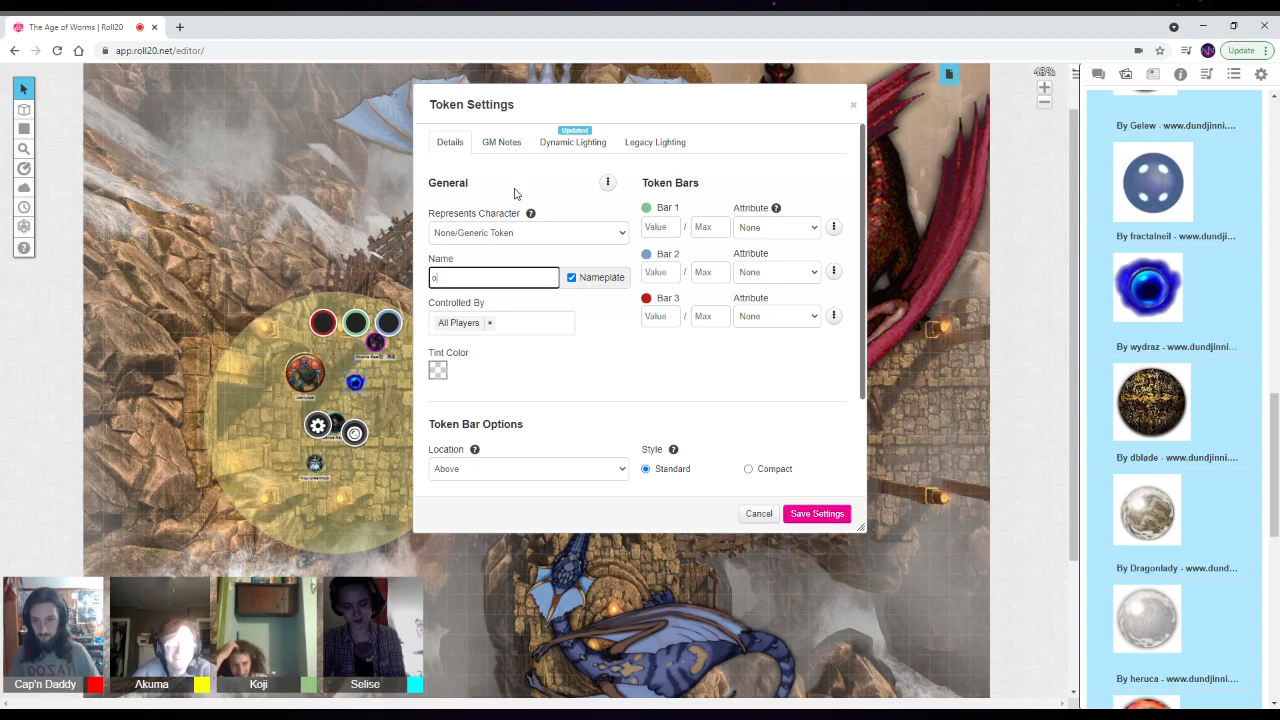 The Age of Worms | Roll20
app.roll20.net/editor/
Update
Token Settings
Updated
Details
GM Notes
Dynamic Lighting
Legacy Lighting
General
Token Bars
Represents Character
None/Generic Token
Name
o
Nameplate
Controlled By
All Players ×
Tint Color
Bar 1
Attribute
Value / Max
None
Bar 2
Attribute
Value / Max
None
Bar 3
Attribute
Value / Max
None
Token Bar Options
Location
Above
Style
Standard
Compact
Cancel
Save Settings
By Gelew - www.dundjinni....
By fractalneil - www.dundji...
By wydraz - www.dundjinni...
By dblade - www.dundjinni....
By Dragonlady - www.dund...
By heruca - www.dundjinni....
Cap'n Daddy
Akuma
Koji
Selise